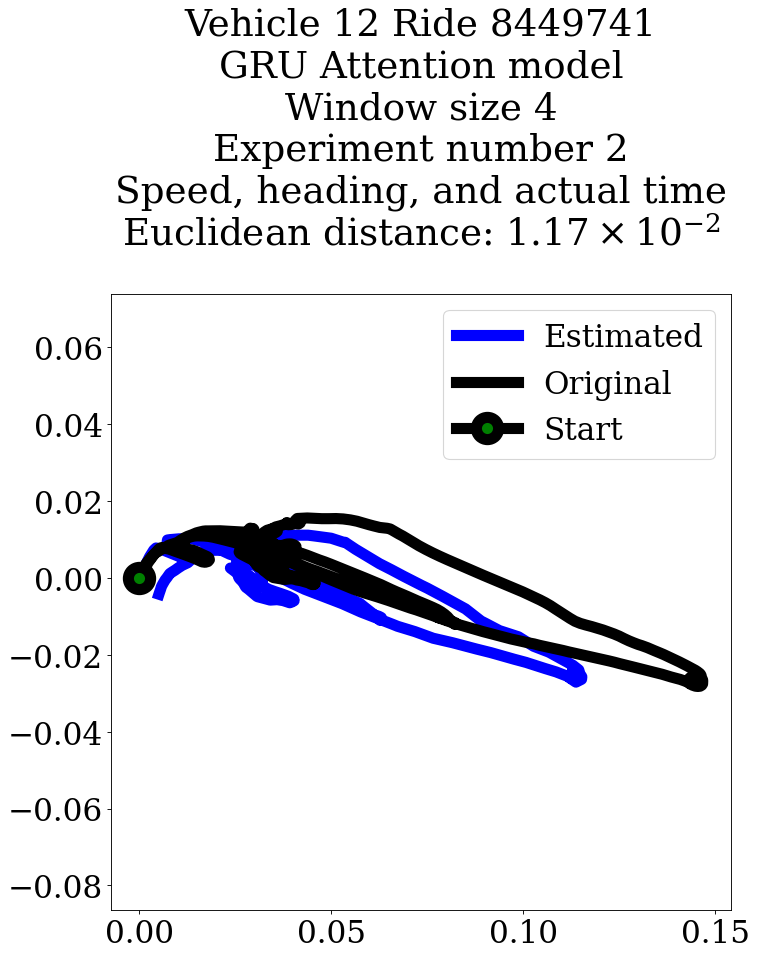 Vehicle 12 Ride 8449741
GRU Attention model
Window size 4
Experiment number 2
Speed, heading, and actual time
Euclidean distance: 1.17 × 10⁻²
Estimated
Original
Start
0.06
0.04
0.02
0.00
−0.02
−0.04
−0.06
−0.08
0.00 0.05 0.10 0.15